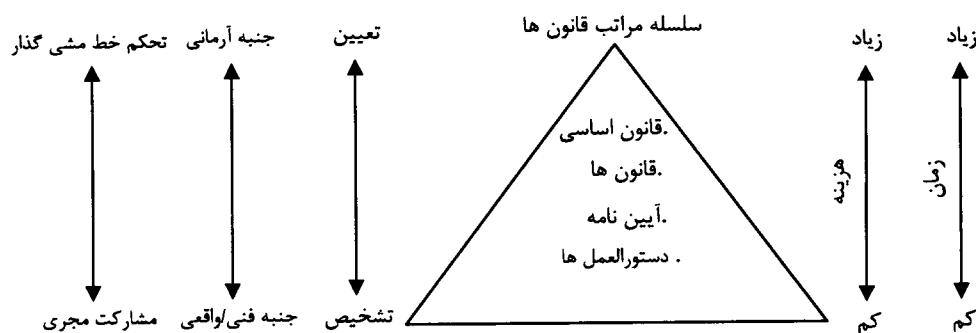 سلسله مراتب قانون ها
زیاد
زیاد
تعیین
جنبه آرمانی
تحکم خط مشی گذار
.قانون اساسی
.قانون ها
.آیین نامه
. دستورالعمل ها
زمان
هزینه
کم
کم
تشخیص
جنبه فنی/واقعی
مشارکت مجری